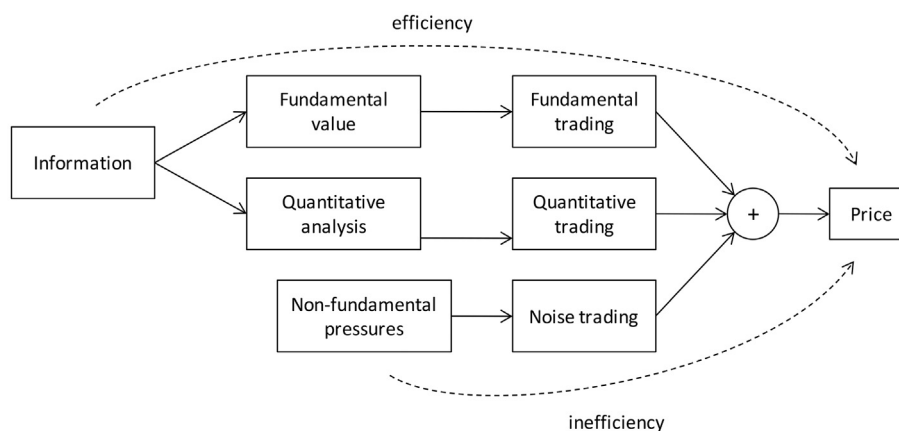 efficiency
Fundamental
value
Fundamental
trading
Information
Quantitative
analysis
Quantitative
trading
+
Price
Non-fundamental
pressures
Noise trading
inefficiency